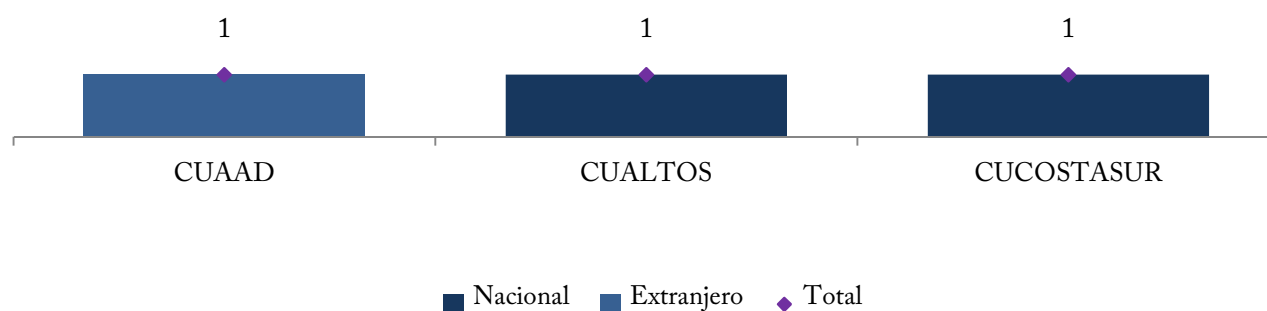 1 1 1
CUAAD CUALTOS CUCOSTASUR
Nacional Extranjero Total